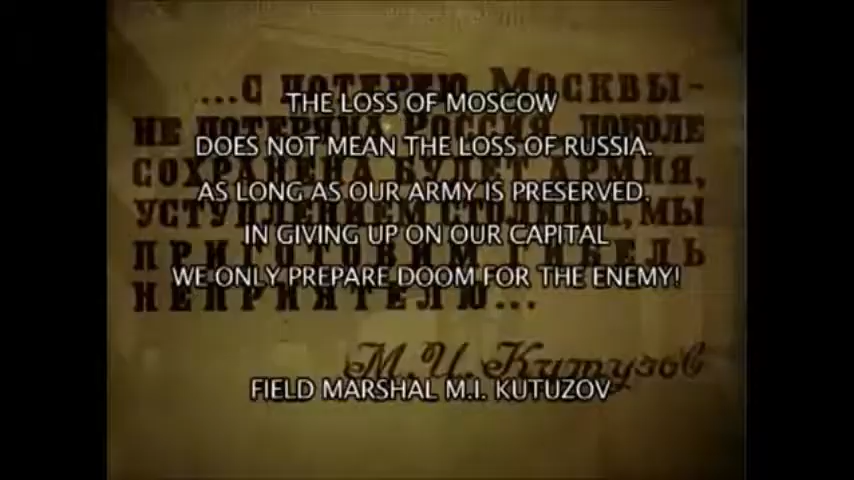 ...С ПОТЕРЕЮ МОСКВЫ-
НЕ ПОТЕРЯНА РОССИЯ, ДОКОЛЕ
СОХРАНЕНА БУДЕТ АРМИЯ,
УСТУПЛЕНИЕМ СТОЛИЦЫ, МЫ
ПРИГОТОВИМ ГИБЕЛЬ
НЕПРИЯТЕЛЮ...
М.И. Кутузов
THE LOSS OF MOSCOW
DOES NOT MEAN THE LOSS OF RUSSIA.
AS LONG AS OUR ARMY IS PRESERVED.
IN GIVING UP ON OUR CAPITAL
WE ONLY PREPARE DOOM FOR THE ENEMY!
FIELD MARSHAL M.I. KUTUZOV